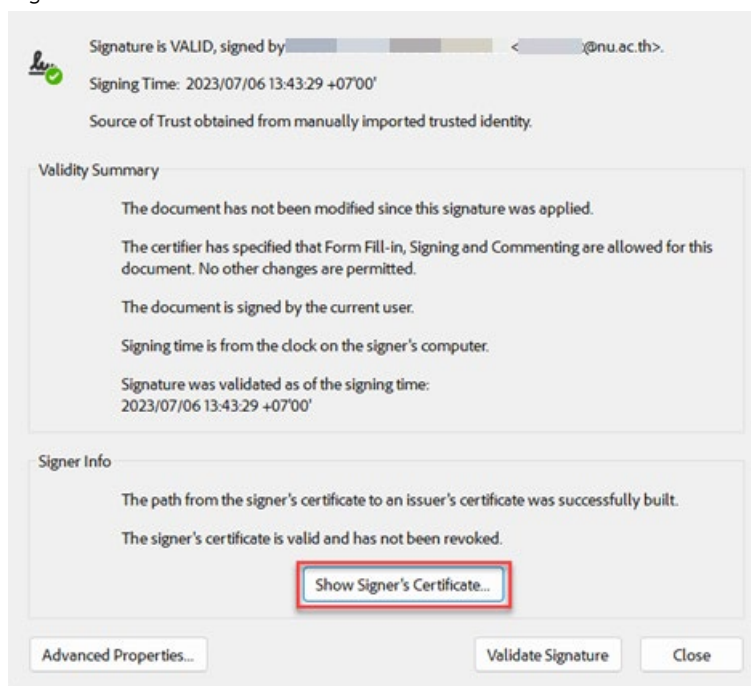 Signature is VALID, signed by < @nu.ac.th>.
Signing Time: 2023/07/06 13:43:29 +07'00'
Source of Trust obtained from manually imported trusted identity.
Validity Summary
The document has not been modified since this signature was applied.
The certifier has specified that Form Fill-in, Signing and Commenting are allowed for this
document. No other changes are permitted.
The document is signed by the current user.
Signing time is from the clock on the signer's computer.
Signature was validated as of the signing time:
2023/07/06 13:43:29 +07'00'
Signer Info
The path from the signer's certificate to an issuer's certificate was successfully built.
The signer's certificate is valid and has not been revoked.
Show Signer's Certificate...
Advanced Properties... Validate Signature Close